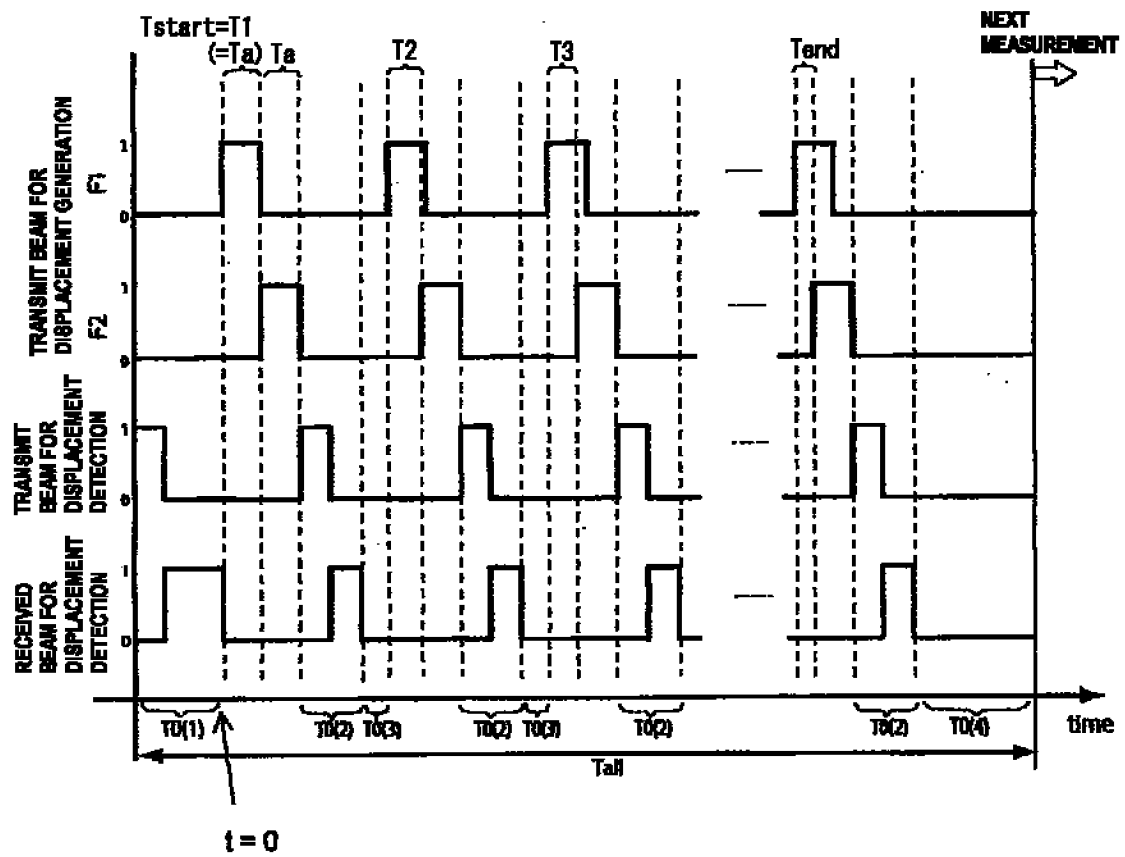 Tstart=T1
(=Ta) Ta T2 T3 Tend
NEXT
MEASUREMENT
TRANSMIT BEAM FOR
DISPLACEMENT GENERATION
F1
1
0
F2
1
0
TRANSMIT
BEAM FOR
DISPLACEMENT
DETECTION
1
0
RECEIVED
BEAM FOR
DISPLACEMENT
DETECTION
1
0
T0(1) T0(2) T0(3) T0(2) T0(3) T0(2) T0(2) T0(4) time
Tall
t = 0